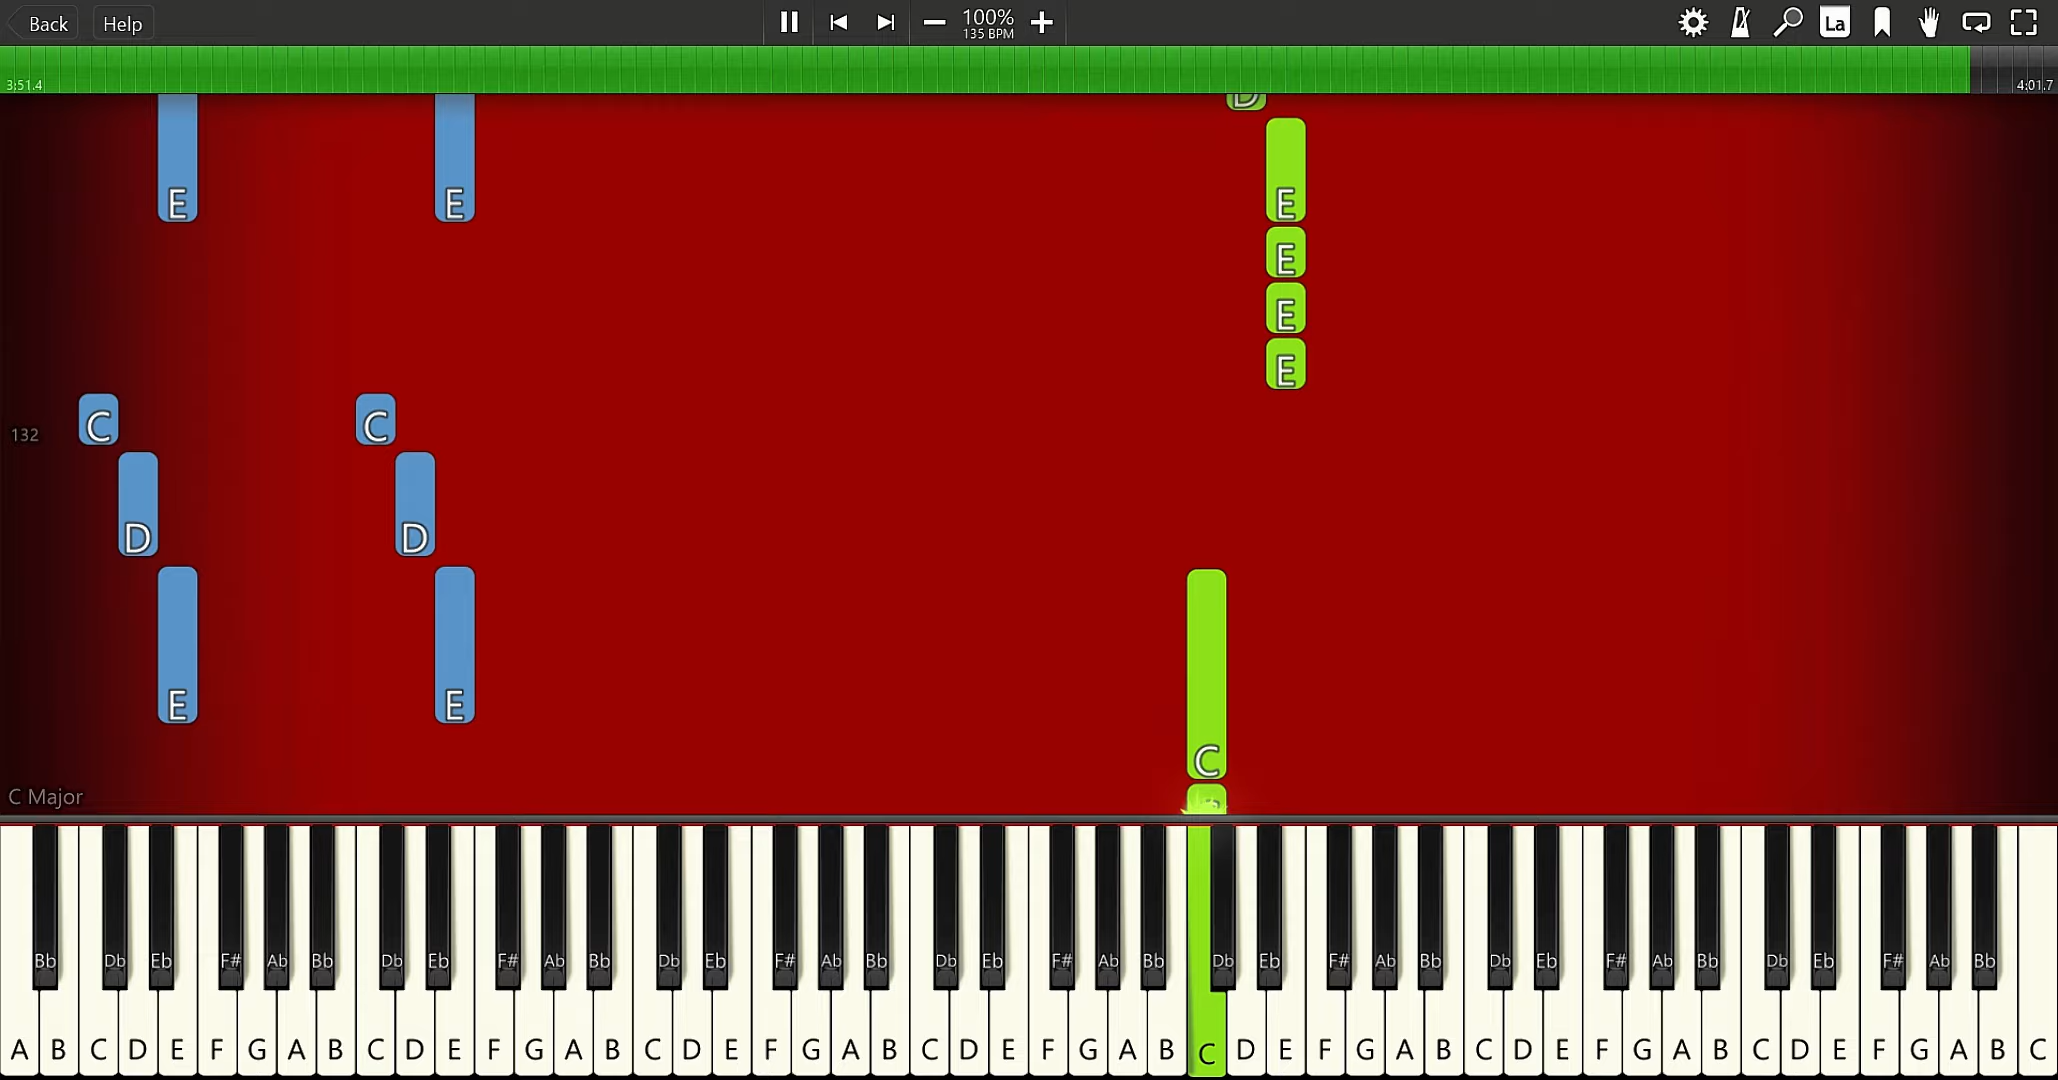 Back Help 100% La
135 BPM
3:51.4 4:01.7
D
E E E
E
E
E
C C
132
D D
E E
C
C Major
Bb Db Eb F# Ab Bb Db Eb F# Ab Bb Db Eb F# Ab Bb Db Eb F# Ab Bb Db Eb F# Ab Bb Db Eb F# Ab Bb Db Eb F# Ab Bb
A B C D E F G A B C D E F G A B C D E F G A B C D E F G A B C D E F G A B C D E F G A B C D E F G A B C